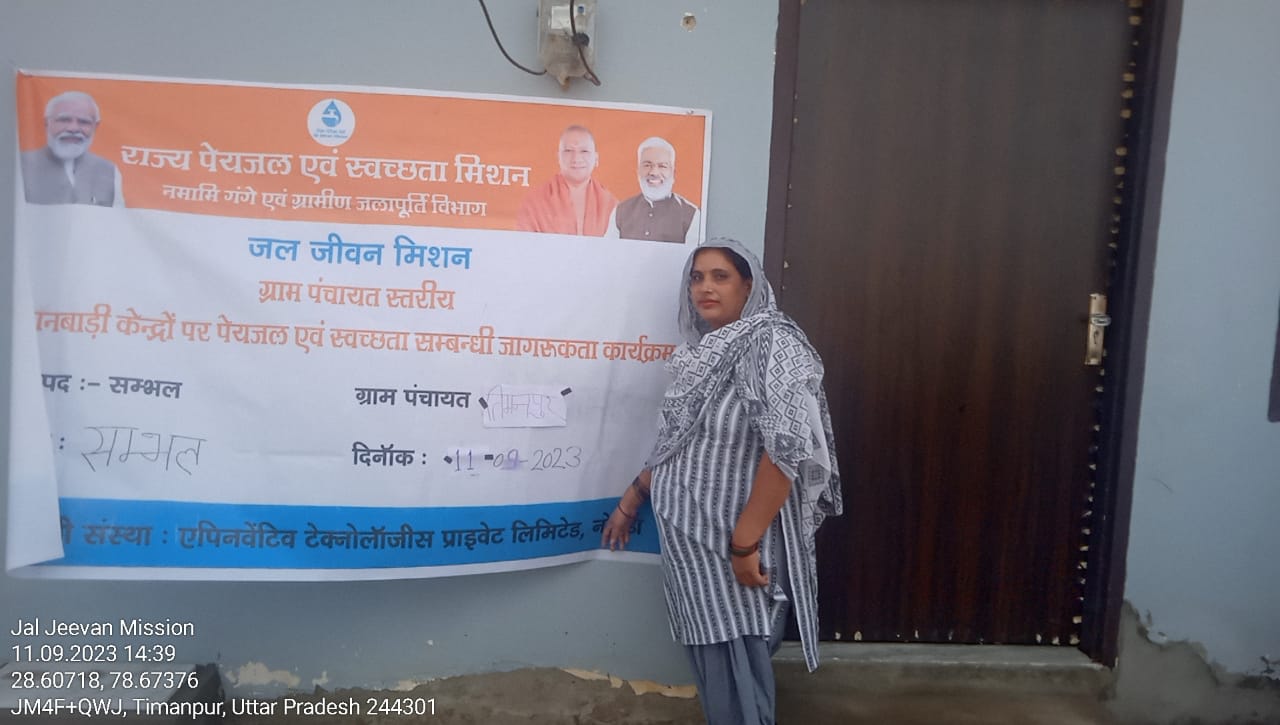 राज्य पेयजल एवं स्वच्छता मिशन
नमामि गंगे एवं ग्रामीण जलापूर्ति विभाग
जल जीवन मिशन
ग्राम पंचायत स्तरीय
नबाड़ी केन्द्रों पर पेयजल एवं स्वच्छता सम्बन्धी जागरूकता कार्यक्रम
पद :- सम्भल ग्राम पंचायत तिमनपुर
: सम्भल दिनॉक : 11-09-2023
संस्था : एपिनवेंटिव टेक्नोलॉजीस प्राइवेट लिमिटेड,
Jal Jeevan Mission
11.09.2023 14:39
28.60718, 78.67376
JM4F+QWJ, Timanpur, Uttar Pradesh 244301